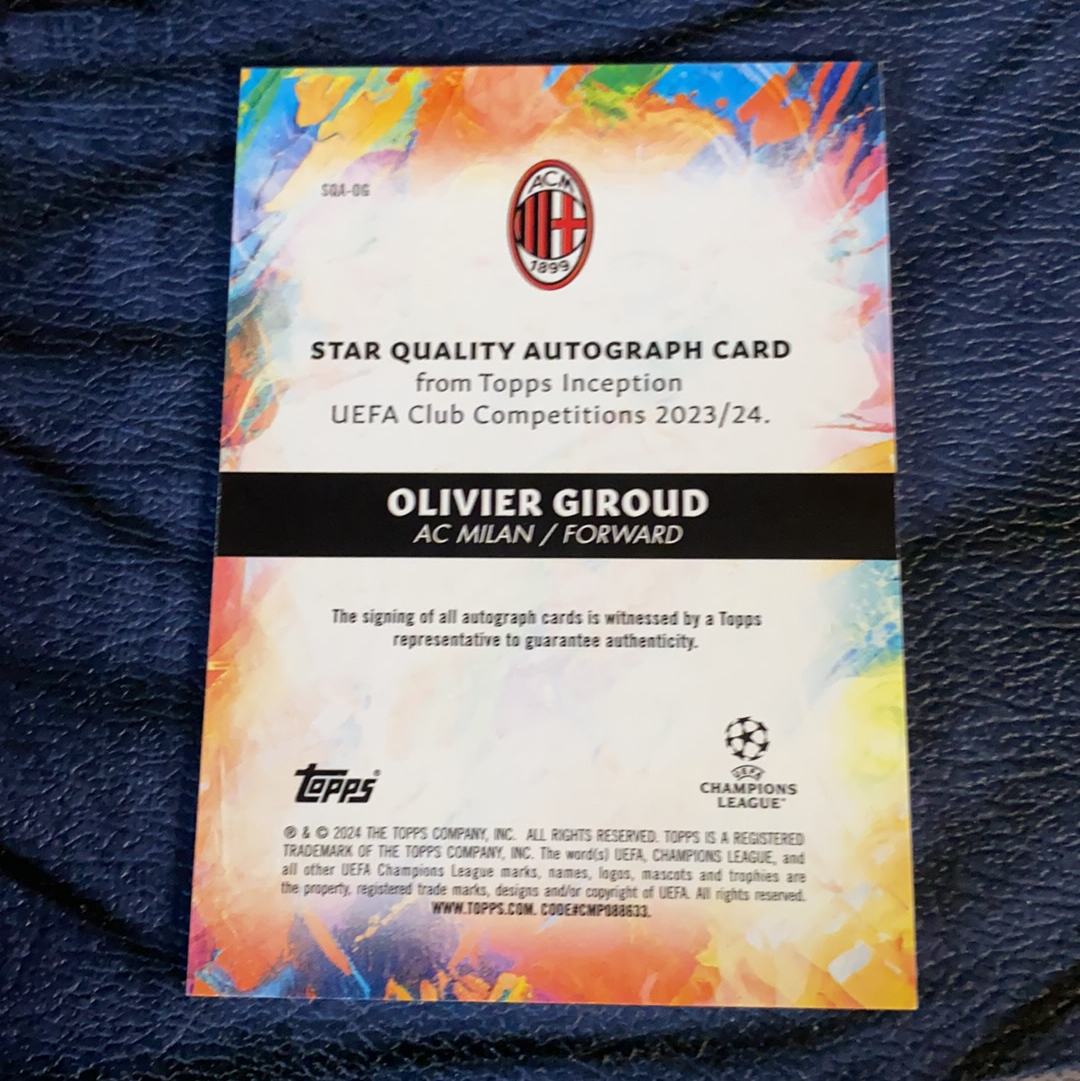 SQA-OG
ACM
1899
STAR QUALITY AUTOGRAPH CARD
from Topps Inception
UEFA Club Competitions 2023/24.
OLIVIER GIROUD
AC MILAN / FORWARD
The signing of all autograph cards is witnessed by a Topps
representative to guarantee authenticity.
topps®
UEFA
CHAMPIONS
LEAGUE™
® & © 2024 THE TOPPS COMPANY, INC. ALL RIGHTS RESERVED. TOPPS IS A REGISTERED
TRADEMARK OF THE TOPPS COMPANY, INC. The word(s) UEFA, CHAMPIONS LEAGUE, and
all other UEFA Champions League marks, names, logos, mascots and trophies are
the property, registered trade marks, designs and/or copyright of UEFA. All rights reserved.
WWW.TOPPS.COM. CODE#CMP088633.